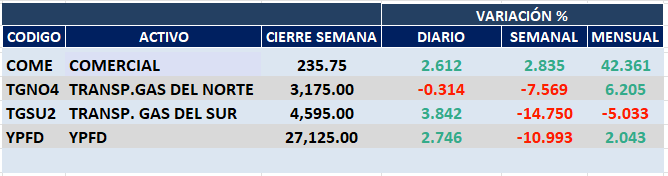 VARIACIÓN %
CODIGO ACTIVO CIERRE SEMANA DIARIO SEMANAL MENSUAL
COME COMERCIAL 235.75 2.612 2.835 42.361
TGNO4 TRANSP.GAS DEL NORTE 3,175.00 -0.314 -7.569 6.205
TGSU2 TRANSP. GAS DEL SUR 4,595.00 3.842 -14.750 -5.033
YPFD YPFD 27,125.00 2.746 -10.993 2.043